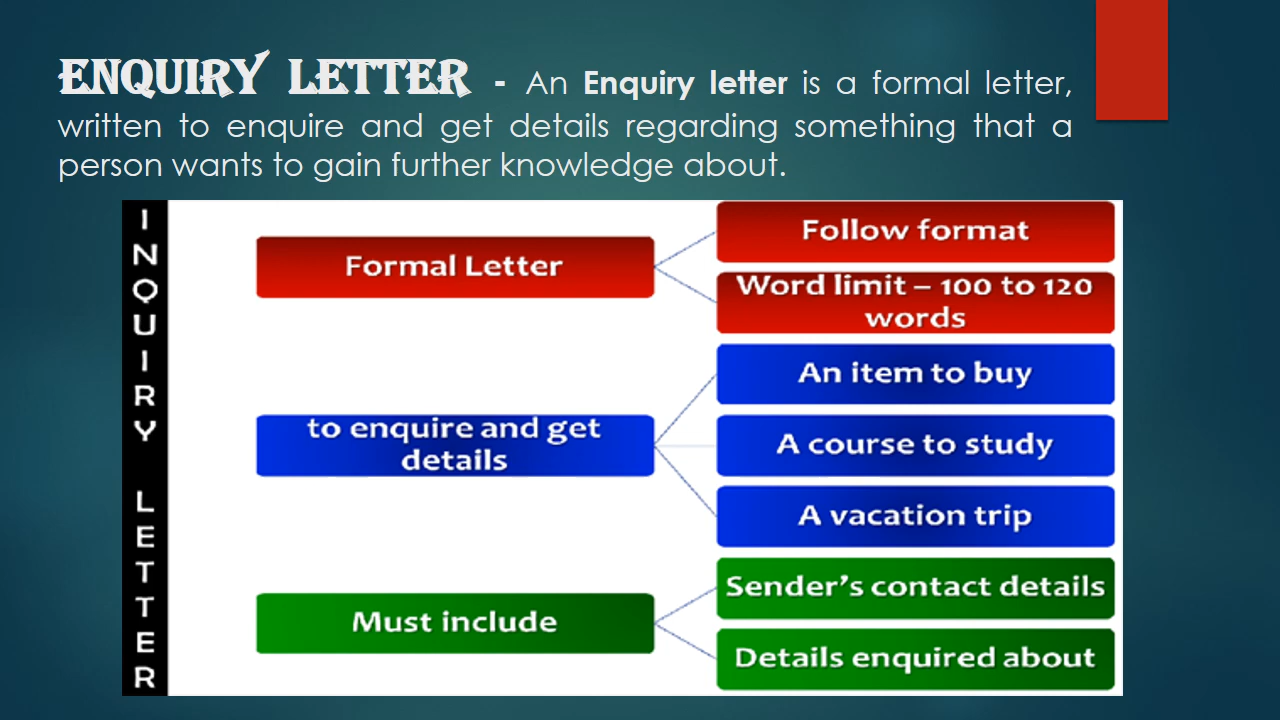 ENQUIRY LETTER - An Enquiry letter is a formal letter,
written to enquire and get details regarding something that a
person wants to gain further knowledge about.
INQUIRY LETTER
Formal Letter
Follow format
Word limit – 100 to 120
words
to enquire and get
details
An item to buy
A course to study
A vacation trip
Must include
Sender's contact details
Details enquired about